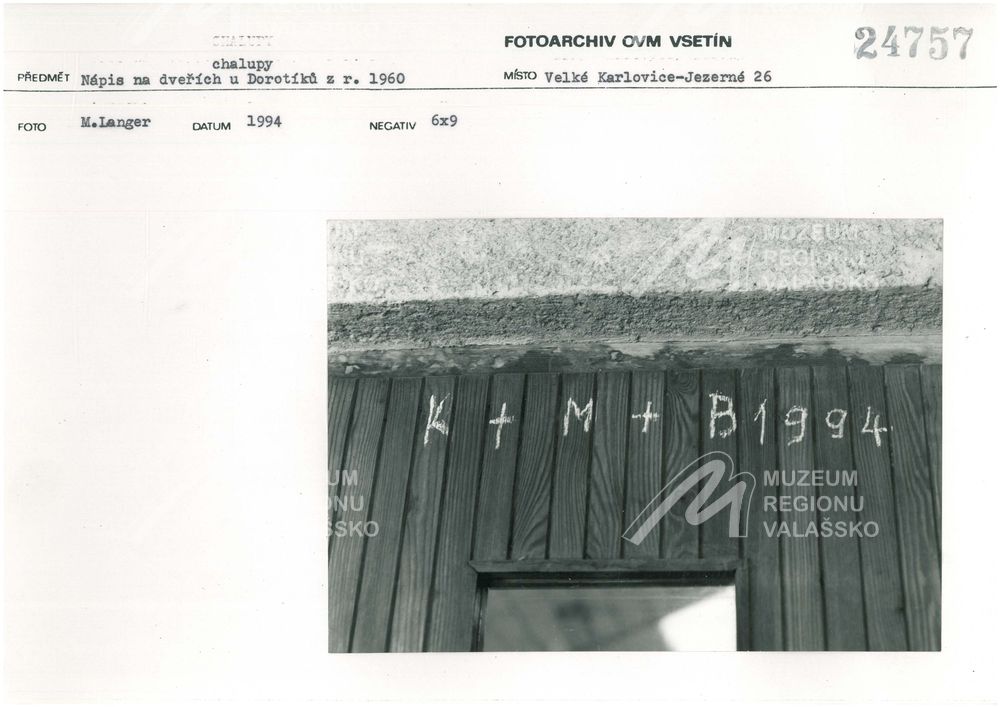 CHALUPY
FOTOARCHIV OVM VSETÍN
24757
chalupy
PŘEDMĚT Nápis na dveřích u Dorotíků z r. 1960
MÍSTO Velké Karlovice-Jezerné 26
FOTO M.Langer
DATUM 1994
NEGATIV 6x9
MUZEUM
REGIONU
VALAŠSKO
K + M + B 1994
MUZEUM
REGIONU
VALAŠSKO